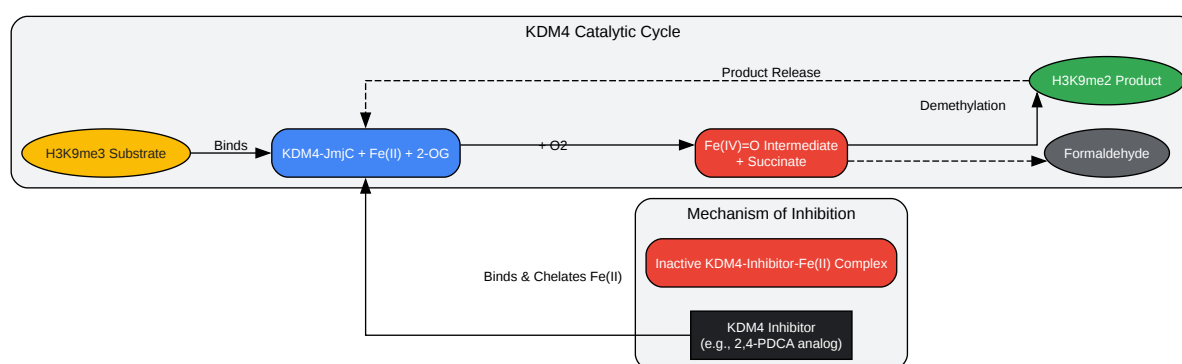 KDM4 Catalytic Cycle
Product Release
H3K9me2 Product
Demethylation
H3K9me3 Substrate
Binds
KDM4-JmjC + Fe(II) + 2-OG
+ O2
Fe(IV)=O Intermediate
+ Succinate
Formaldehyde
Mechanism of Inhibition
Inactive KDM4-Inhibitor-Fe(II) Complex
Binds & Chelates Fe(II)
KDM4 Inhibitor
(e.g., 2,4-PDCA analog)